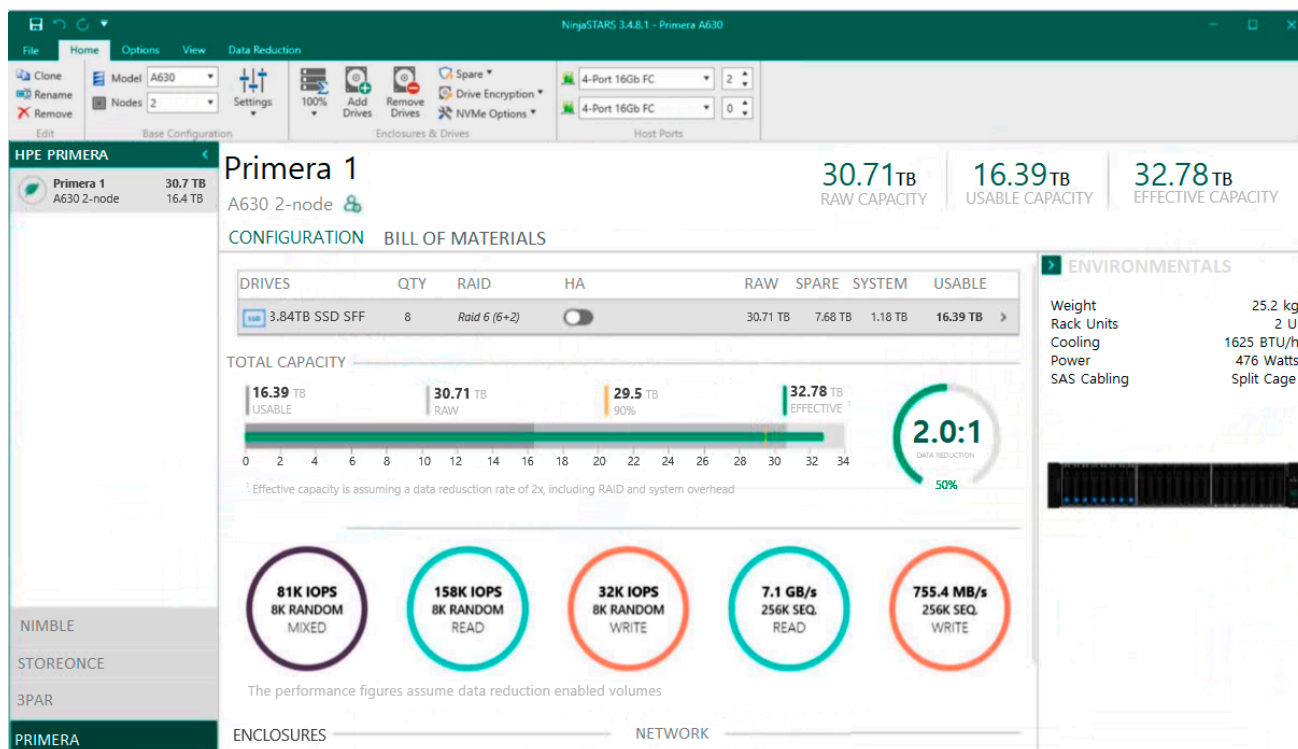 NinjaSTARS 3.4.8.1 - Primera A630
File Home Options View Data Reduction
Clone
Rename
Remove
Edit
Model A630
Nodes 2
Base Configuration
Settings
100%
Add Drives
Remove Drives
Spare
Drive Encryption
NVMe Options
Enclosures & Drives
4-Port 16Gb FC 2
4-Port 16Gb FC 0
Host Ports
HPE PRIMERA
Primera 1 30.7 TB
A630 2-node 16.4 TB
NIMBLE
STOREONCE
3PAR
PRIMERA
Primera 1
A630 2-node
30.71 TB
RAW CAPACITY
16.39 TB
USABLE CAPACITY
32.78 TB
EFFECTIVE CAPACITY
CONFIGURATION BILL OF MATERIALS
DRIVES QTY RAID HA RAW SPARE SYSTEM USABLE
SSD 3.84TB SSD SFF 8 Raid 6 (6+2) 30.71 TB 7.68 TB 1.18 TB 16.39 TB
TOTAL CAPACITY
16.39 TB
USABLE
30.71 TB
RAW
29.5 TB
90%
32.78 TB
EFFECTIVE 1
0 2 4 6 8 10 12 14 16 18 20 22 24 26 28 30 32 34
1 Effective capacity is assuming a data redusction rate of 2x, including RAID and system overhead
2.0:1
DATA REDUCTION
50%
81K IOPS
8K RANDOM
MIXED
158K IOPS
8K RANDOM
READ
32K IOPS
8K RANDOM
WRITE
7.1 GB/s
256K SEQ.
READ
755.4 MB/s
256K SEQ.
WRITE
The performance figures assume data reduction enabled volumes
ENCLOSURES NETWORK
ENVIRONMENTALS
Weight 25.2 kg
Rack Units 2 U
Cooling 1625 BTU/h
Power 476 Watts
SAS Cabling Split Cage